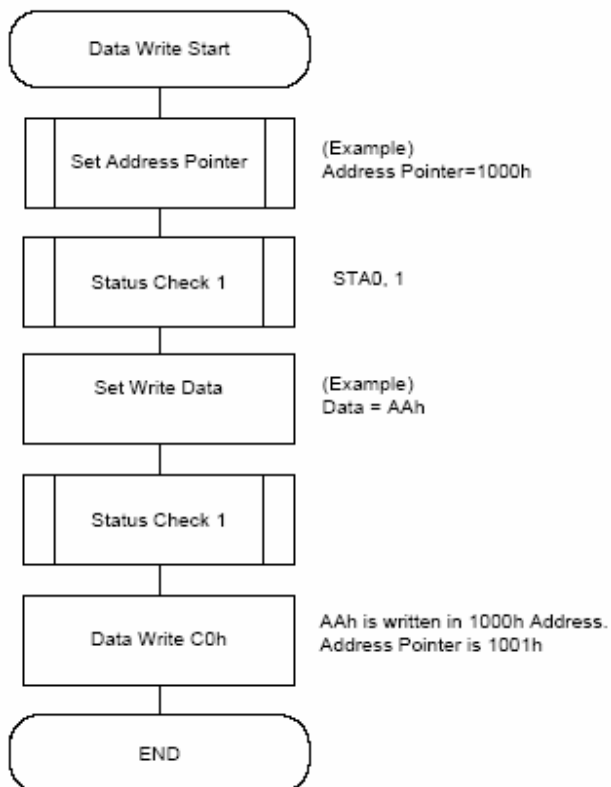 Data Write Start
Set Address Pointer
(Example)
Address Pointer=1000h
Status Check 1
STA0, 1
Set Write Data
(Example)
Data = AAh
Status Check 1
Data Write C0h
AAh is written in 1000h Address.
Address Pointer is 1001h
END